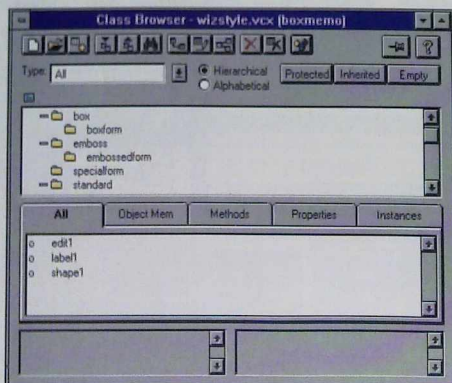 Class Browser - wizstyle.vcx (boxmemo)
Type: All
Hierarchical
Alphabetical
Protected Inherited Empty
box
boxform
emboss
embossedform
specialform
standard
All Object Mem Methods Properties Instances
o edit1
o label1
o shape1